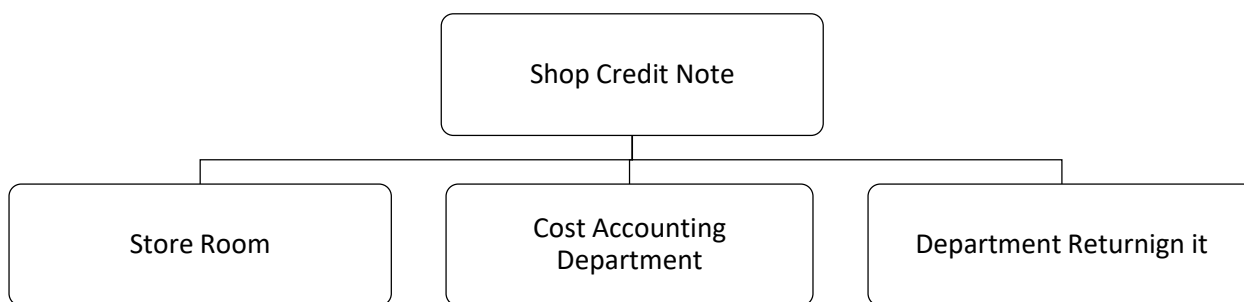 Shop Credit Note
Store Room
Cost Accounting
Department
Department Returnign it